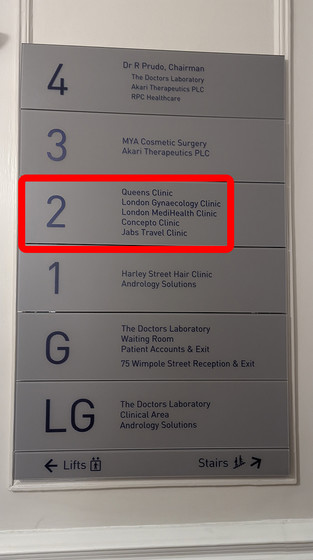 4
Dr R Prudo, Chairman
The Doctors Laboratory
Akari Therapeutics PLC
RPC Healthcare
3
MYA Cosmetic Surgery
Akari Therapeutics PLC
2
Queens Clinic
London Gynaecology Clinic
London MediHealth Clinic
Concepto Clinic
Jabs Travel Clinic
1
Harley Street Hair Clinic
Andrology Solutions
G
The Doctors Laboratory
Waiting Room
Patient Accounts & Exit
75 Wimpole Street Reception & Exit
LG
The Doctors Laboratory
Clinical Area
Andrology Solutions
← Lifts
Stairs ↗